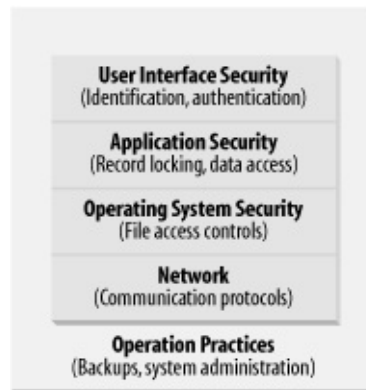 User Interface Security
(Identification, authentication)
Application Security
(Record locking, data access)
Operating System Security
(File access controls)
Network
(Communication protocols)
Operation Practices
(Backups, system administration)